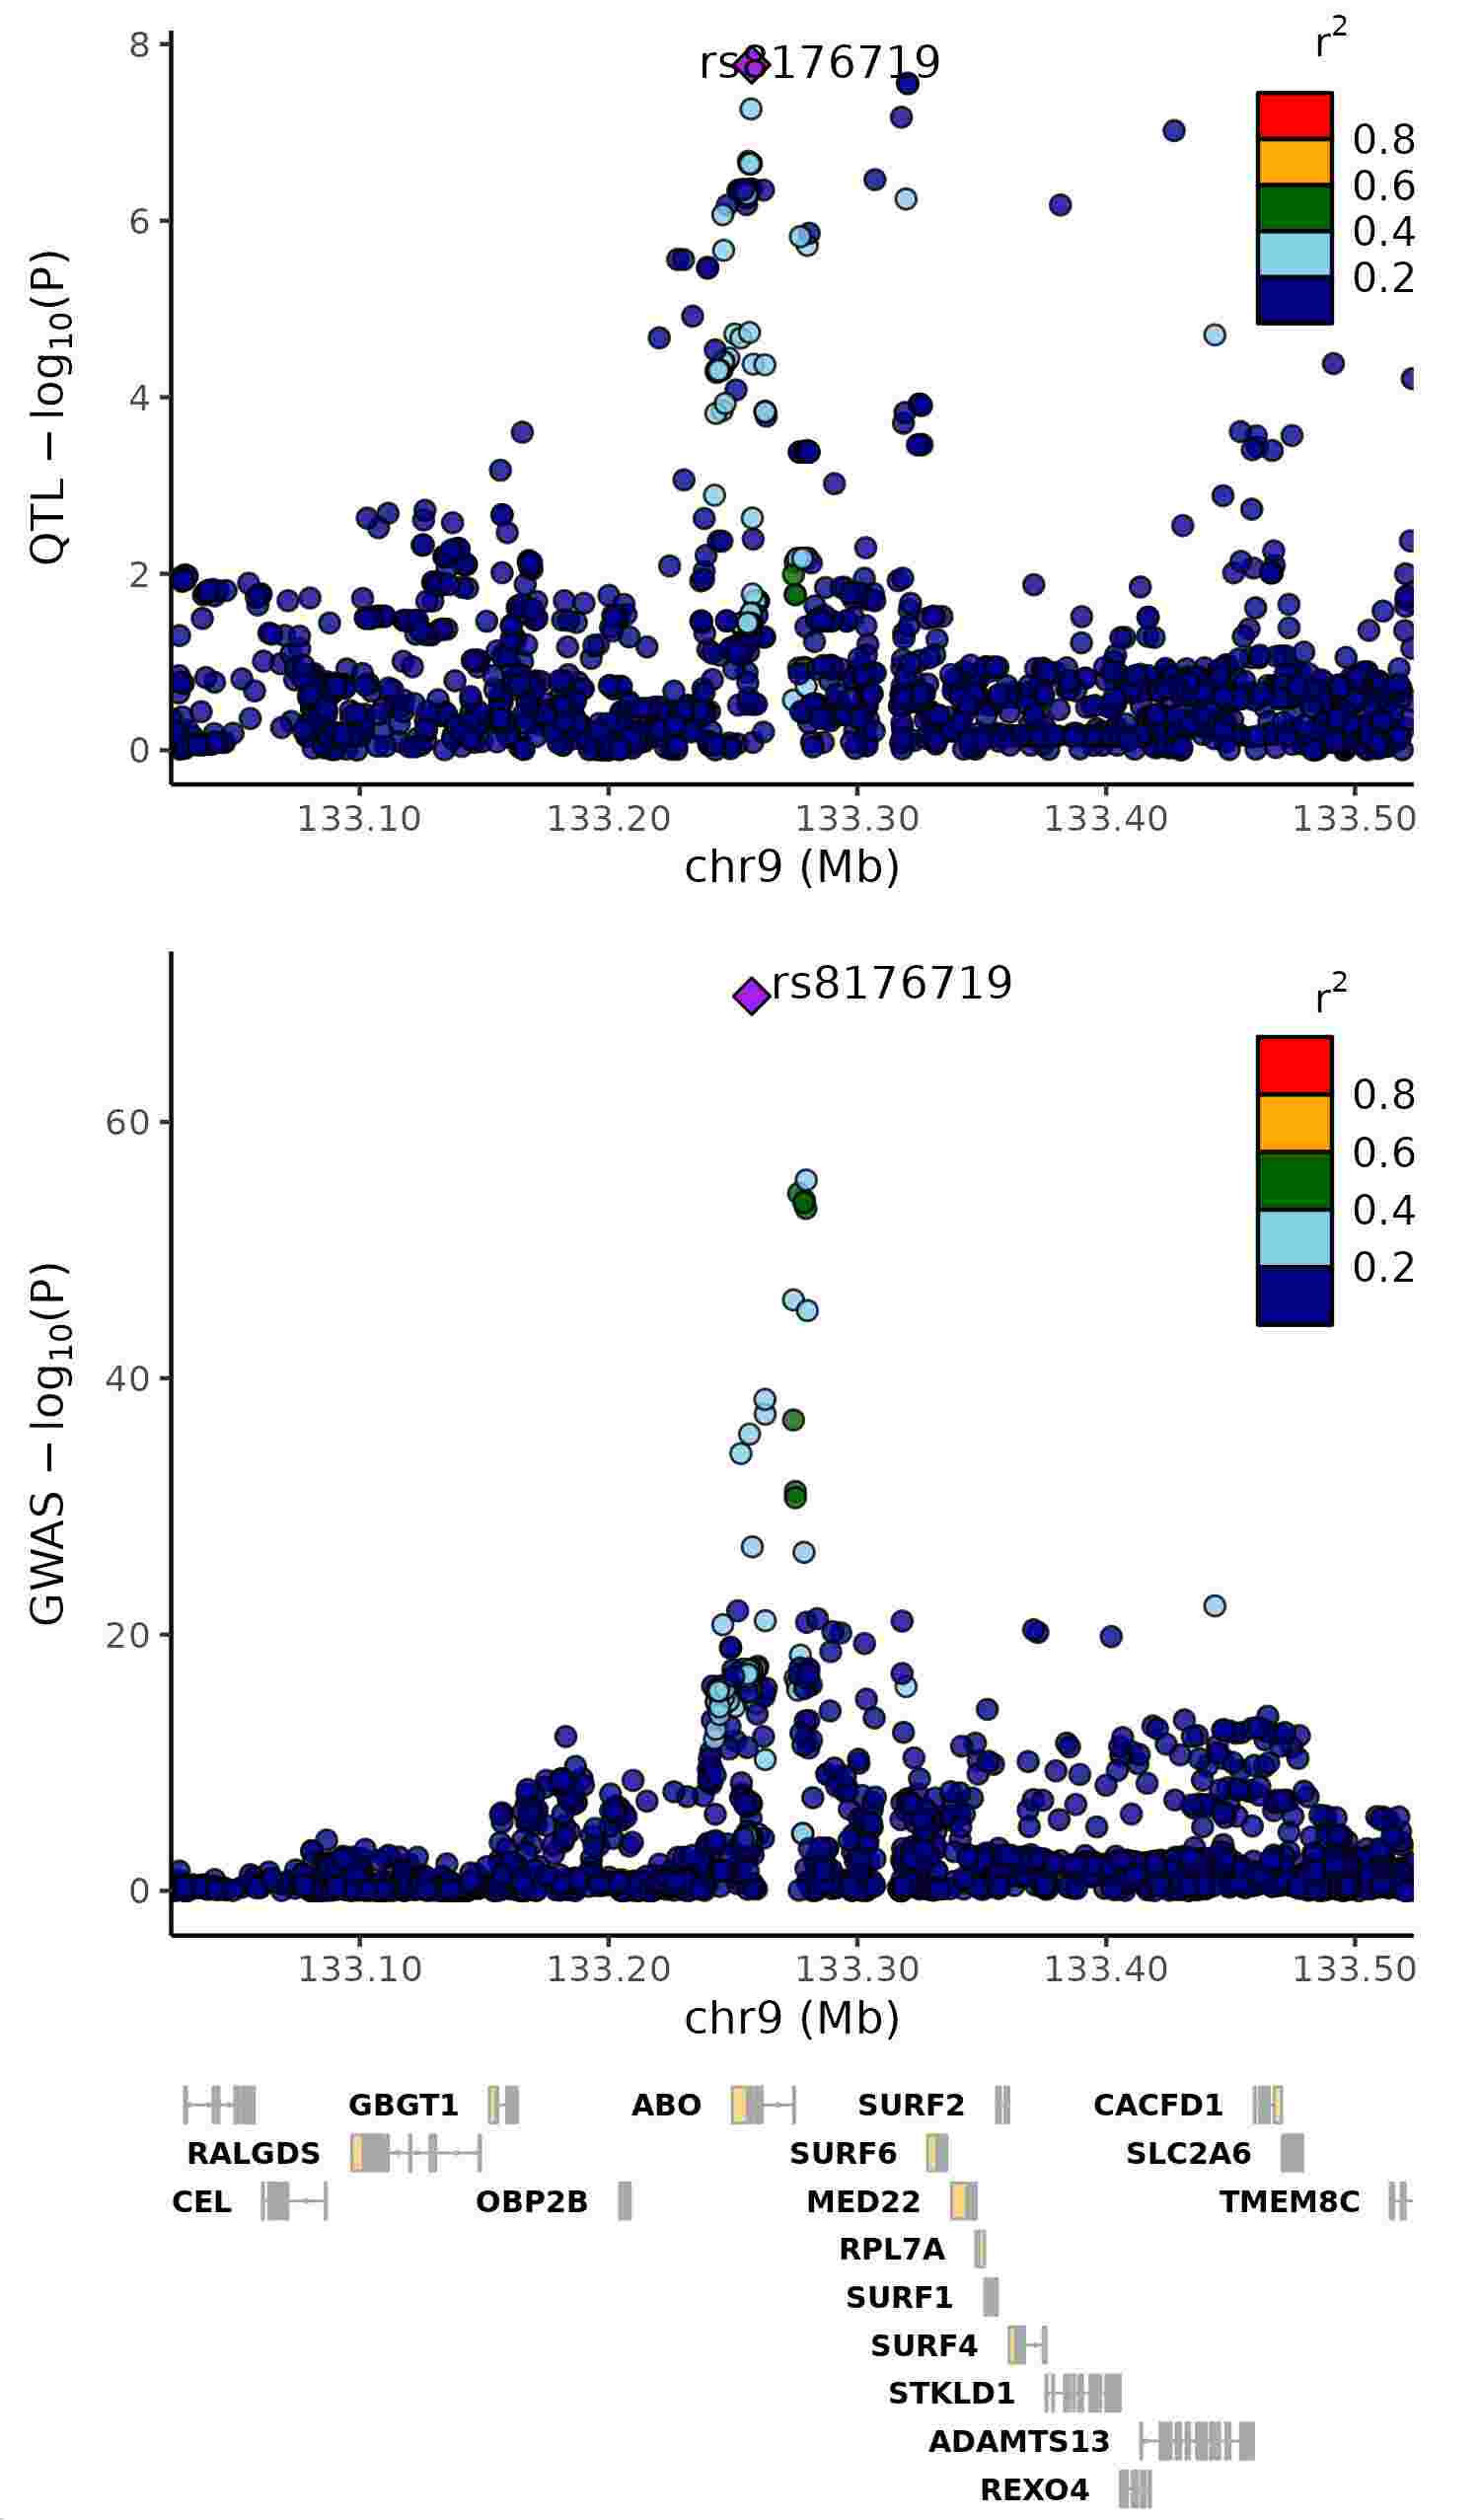 r²
rs8176719
0.8
0.6
0.4
0.2
8
6
4
2
0
QTL −log₁₀(P)
133.10 133.20 133.30 133.40 133.50
chr9 (Mb)
r²
rs8176719
0.8
0.6
0.4
0.2
60
40
20
0
GWAS −log₁₀(P)
133.10 133.20 133.30 133.40 133.50
chr9 (Mb)
GBGT1 ABO SURF2 CACFD1
RALGDS SURF6 SLC2A6
CEL OBP2B MED22 TMEM8C
RPL7A
SURF1
SURF4
STKLD1
ADAMTS13
REXO4